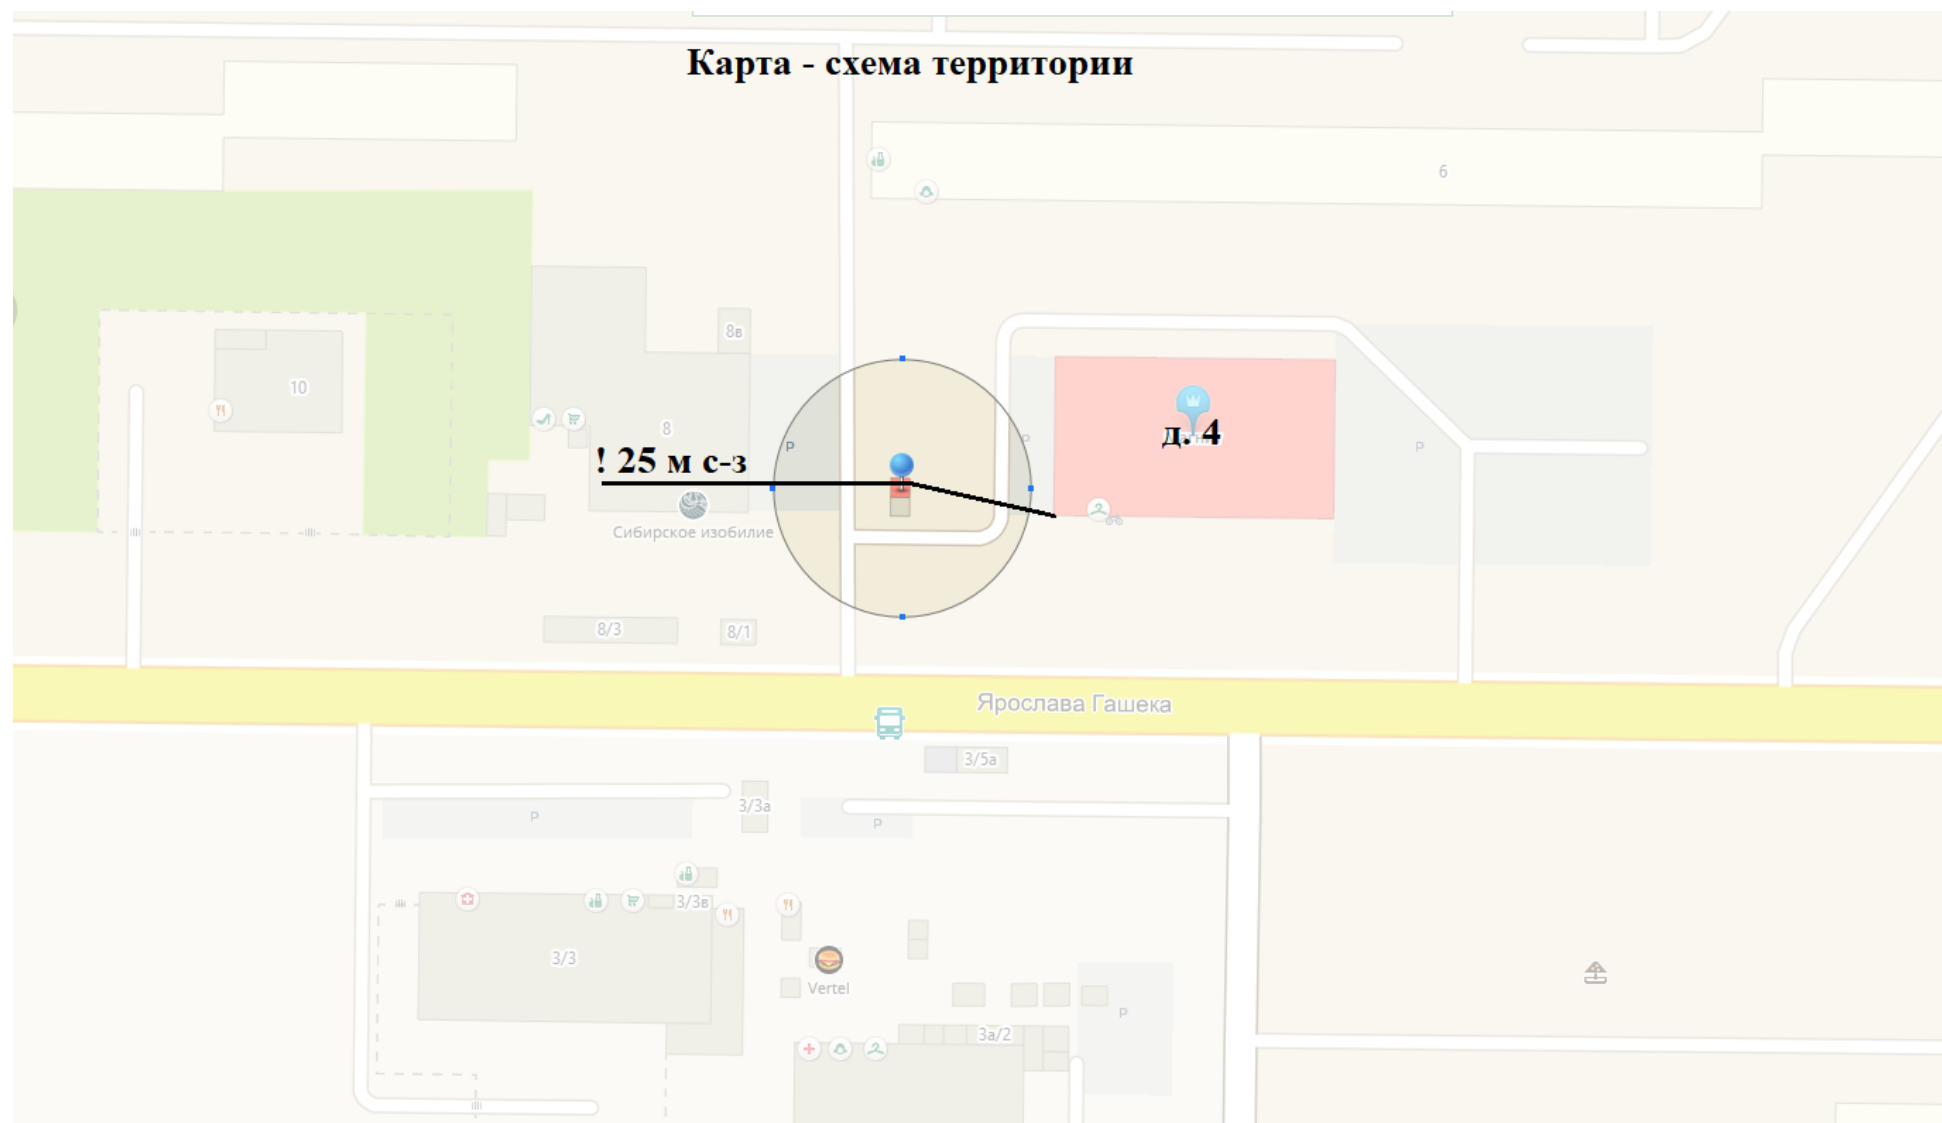 Карта - схема территории
6
8в
10
8
P
P
P
д. 4
! 25 м с-з
Сибирское изобилие
8/3
8/1
Ярослава Гашека
3/5а
3/3а
P
P
3/3в
3/3
Vertel
P
3а/2